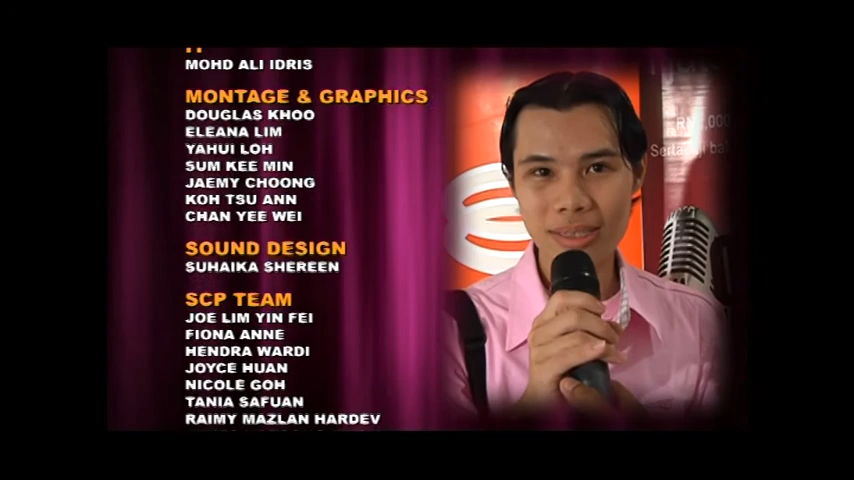 MOHD ALI IDRIS
MONTAGE & GRAPHICS
DOUGLAS KHOO
ELEANA LIM
YAHUI LOH
SUM KEE MIN
JAEMY CHOONG
KOH TSU ANN
CHAN YEE WEI
SOUND DESIGN
SUHAIKA SHEREEN
SCP TEAM
JOE LIM YIN FEI
FIONA ANNE
HENDRA WARDI
JOYCE HUAN
NICOLE GOH
TANIA SAFUAN
RAIMY MAZLAN HARDEV